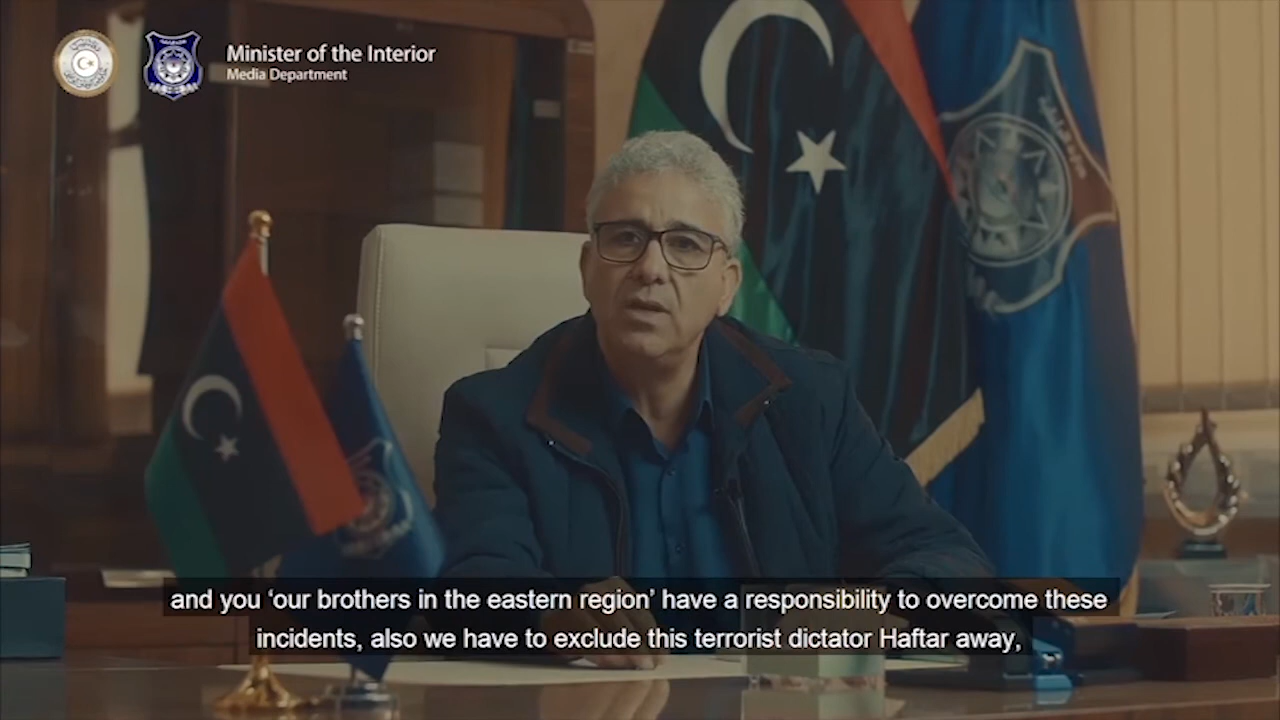 Minister of the Interior
Media Department
and you ‘our brothers in the eastern region’ have a responsibility to overcome these
incidents, also we have to exclude this terrorist dictator Haftar away,